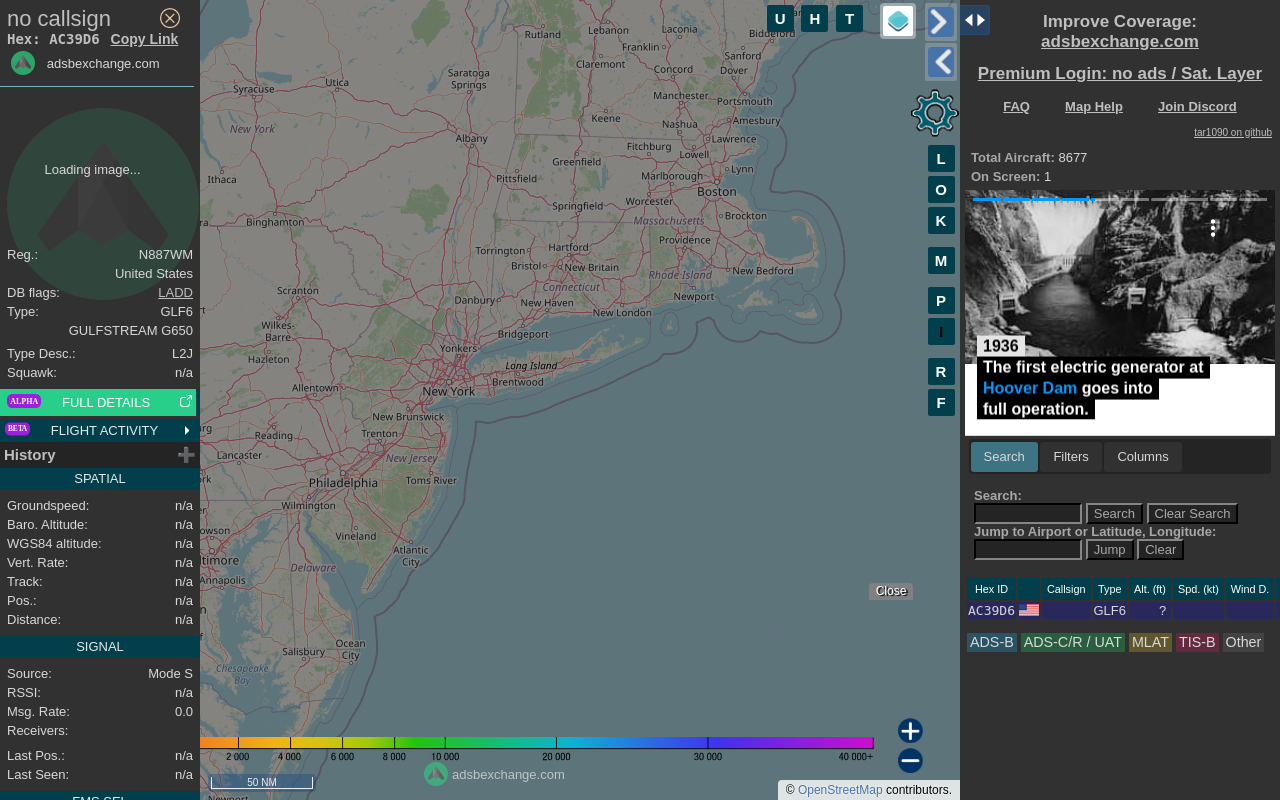 no callsign
Hex: AC39D6 Copy Link
adsbexchange.com
Loading image...
Reg.: N887WM
United States
DB flags: LADD
Type: GLF6
GULFSTREAM G650
Type Desc.: L2J
Squawk: n/a
ALPHA FULL DETAILS
BETA FLIGHT ACTIVITY
History
SPATIAL
Groundspeed: n/a
Baro. Altitude: n/a
WGS84 altitude: n/a
Vert. Rate: n/a
Track: n/a
Pos.: n/a
Distance: n/a
SIGNAL
Source: Mode S
RSSI: n/a
Msg. Rate: 0.0
Receivers:
Last Pos.: n/a
Last Seen: n/a
FMS SEL
U H T
L
O
K
M
P
I
R
F
Rutland
Lebanon
Laconia
Biddeford
Franklin
Sanford
Claremont
Concord
Dover
Saratoga
Springs
Utica
Syracuse
Manchester
Portsmouth
Keene
Nashua
Amesbury
New York
Albany
Fitchburg
Lawrence
Greenfield
Lowell
Ithaca
Pittsfield
Marlborough
Lynn
Boston
Worcester
Springfield
Binghamton
Massachusetts
Brockton
Hartford
Providence
Torrington
Bristol
New Britain
Rhode Island
New Bedford
Connecticut
Scranton
Danbury
New Haven
Newport
New London
Wilkes-
Barre
Bridgeport
Yonkers
Hazleton
Long Island
Brentwood
Allentown
New York
New Brunswick
Reading
Trenton
Lancaster
New Jersey
Toms River
Philadelphia
Wilmington
Vineland
Atlantic
City
Delaware
Annapolis
Ocean
City
Salisbury
Chesapeake
Bay
Newport
Close
2 000 4 000 6 000 8 000 10 000 20 000 30 000 40 000+
adsbexchange.com
50 NM
© OpenStreetMap contributors.
Improve Coverage:
adsbexchange.com
Premium Login: no ads / Sat. Layer
FAQ Map Help Join Discord
tar1090 on github
Total Aircraft: 8677
On Screen: 1
1936
The first electric generator at
Hoover Dam goes into
full operation.
Search Filters Columns
Search:
Search Clear Search
Jump to Airport or Latitude, Longitude:
Jump Clear
Hex ID Callsign Type Alt. (ft) Spd. (kt) Wind D.
AC39D6 GLF6 ?
ADS-B ADS-C/R / UAT MLAT TIS-B Other